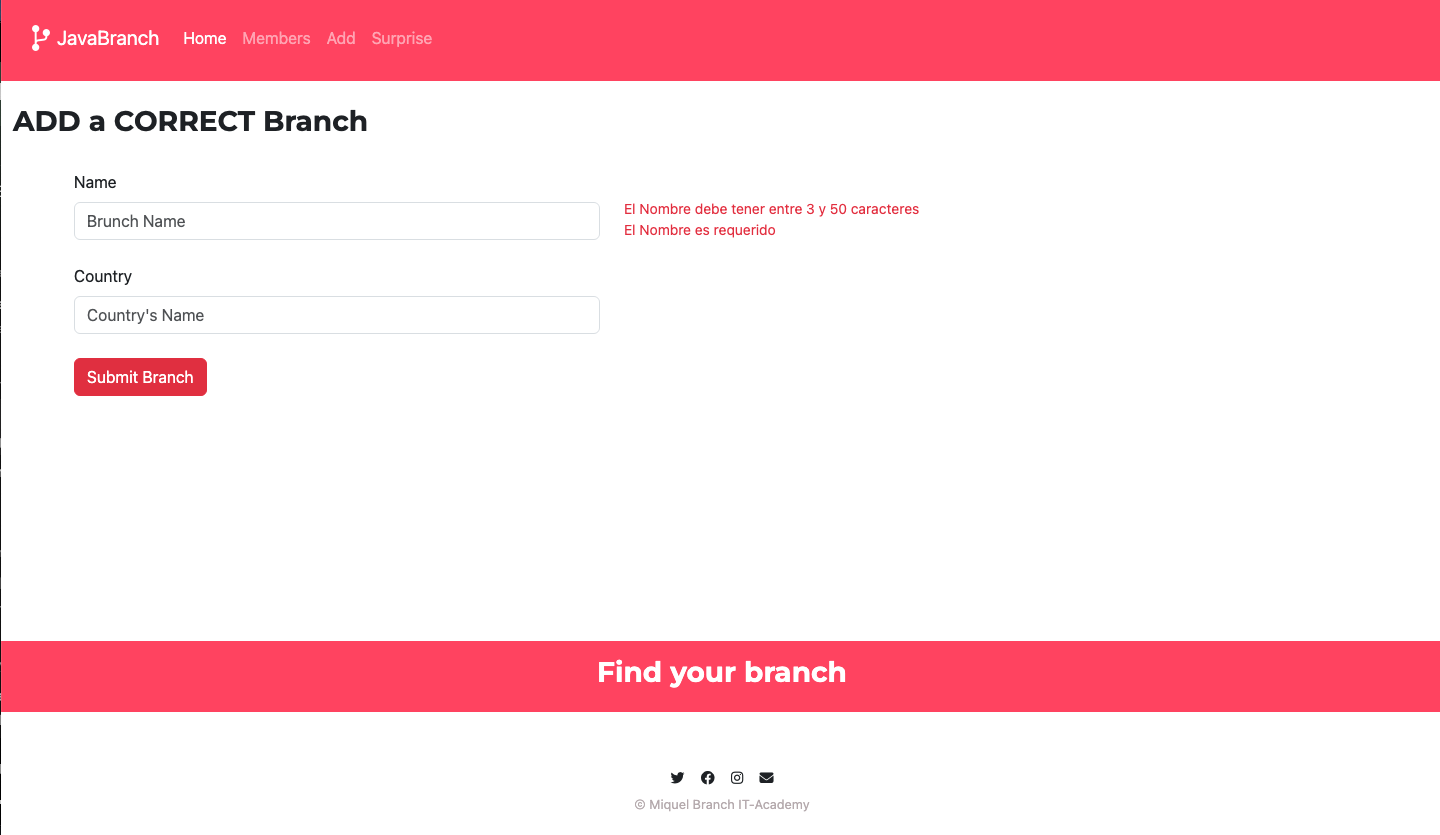 JavaBranch Home Members Add Surprise
ADD a CORRECT Branch
Name
Brunch Name
El Nombre debe tener entre 3 y 50 caracteres
El Nombre es requerido
Country
Country's Name
Submit Branch
Find your branch
© Miquel Branch IT-Academy